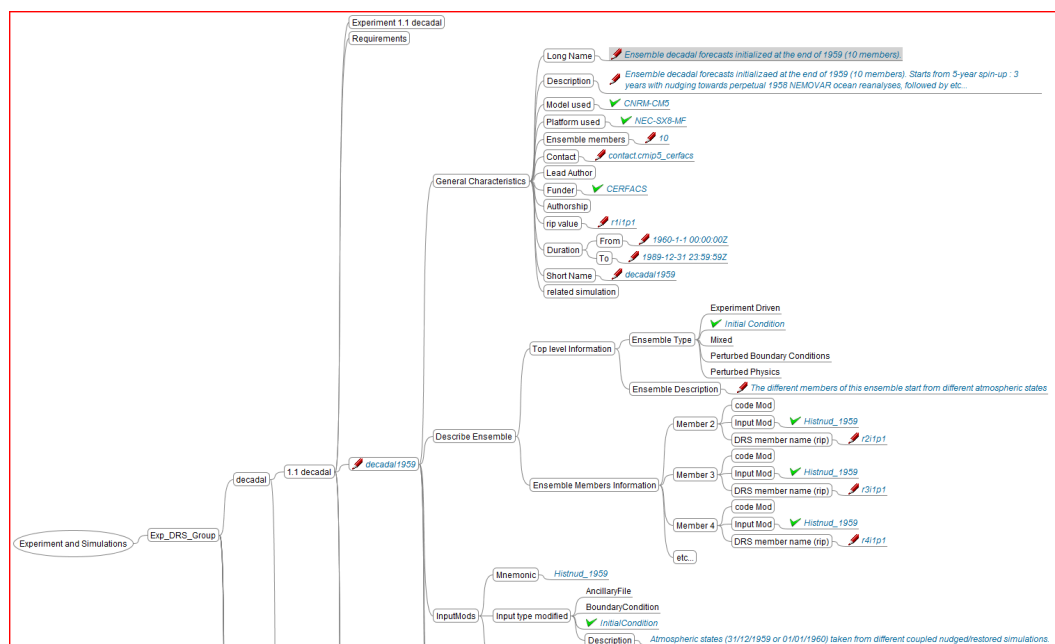 Experiment 1.1 decadal
Requirements
Long Name
Ensemble decadal forecasts initialized at the end of 1959 (10 members).
Description
Ensemble decadal forecasts initializaed at the end of 1959 (10 members). Starts from 5-year spin-up : 3
years with nudging towards perpetual 1958 NEMOVAR ocean reanalyses, followed by etc...
Model used
CNRM-CM5
Platform used
NEC-SX8-MF
Ensemble members
10
Contact
contact.cmip5_cerfacs
General Characteristics
Lead Author
Funder
CERFACS
Authorship
rip value
r1i1p1
Duration
From
1960-1-1 00:00:00Z
To
1989-12-31 23:59:59Z
Short Name
decadal1959
related simulation
Top level Information
Ensemble Type
Experiment Driven
Initial Condition
Mixed
Perturbed Boundary Conditions
Perturbed Physics
Ensemble Description
The different members of this ensemble start from different atmospheric states
Describe Ensemble
Ensemble Members Information
Member 2
code Mod
Input Mod
Histnud_1959
DRS member name (rip)
r2i1p1
Member 3
code Mod
Input Mod
Histnud_1959
DRS member name (rip)
r3i1p1
Member 4
code Mod
Input Mod
Histnud_1959
DRS member name (rip)
r4i1p1
etc...
Experiment and Simulations
Exp_DRS_Group
decadal
1.1 decadal
decadal1959
InputMods
Mnemonic
Histnud_1959
Input type modified
AncillaryFile
BoundaryCondition
InitialCondition
Description
Atmospheric states (31/12/1959 or 01/01/1960) taken from different coupled nudged/restored simulations.